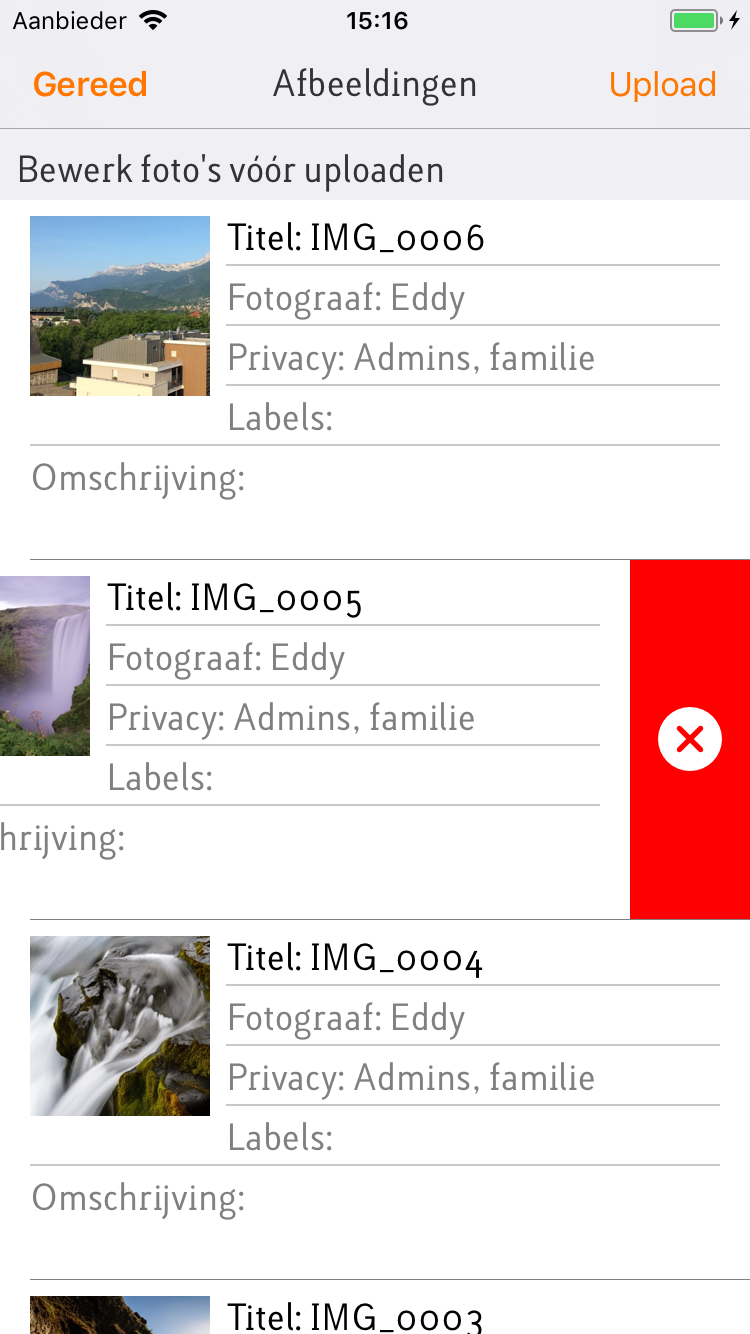 Aanbieder 15:16
Gereed Afbeeldingen Upload
Bewerk foto's vóór uploaden
Titel: IMG_0006
Fotograaf: Eddy
Privacy: Admins, familie
Labels:
Omschrijving:
Titel: IMG_0005
Fotograaf: Eddy
Privacy: Admins, familie
Labels:
hrijving:
Titel: IMG_0004
Fotograaf: Eddy
Privacy: Admins, familie
Labels:
Omschrijving:
Titel: IMG_0003